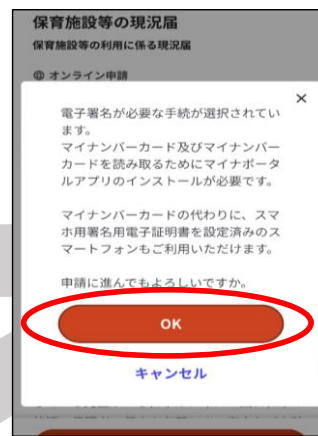 保育施設等の現況届
保育施設等の利用に係る現況届
オンライン申請
×
電子署名が必要な手続が選択されてい
ます。
マイナンバーカード及びマイナンバー
カードを読み取るためにマイナポータ
ルアプリのインストールが必要です。
マイナンバーカードの代わりに、スマ
ホ用署名用電子証明書を設定済みのス
マートフォンもご利用いただけます。
申請に進んでもよろしいですか。
OK
キャンセル